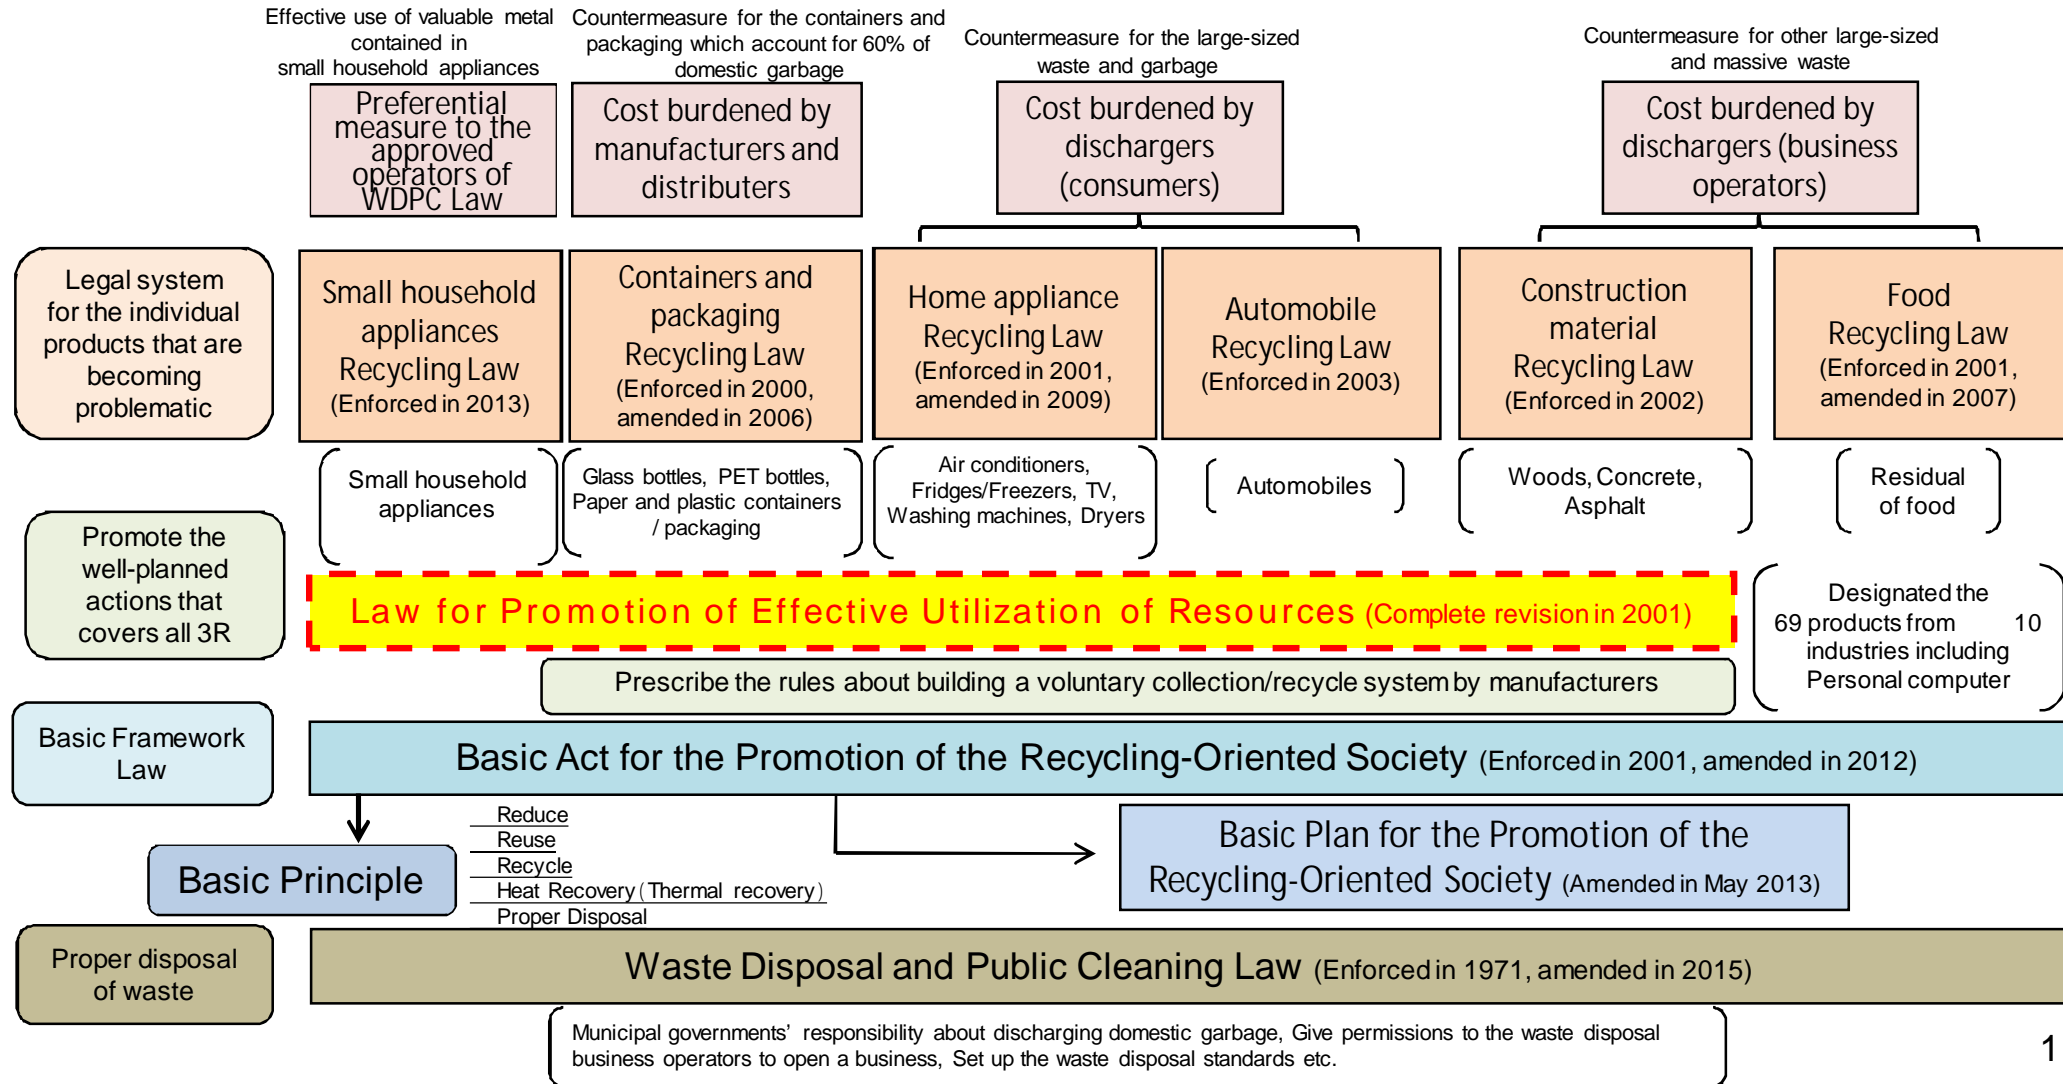 Effective use of valuable metal
contained in
small household appliances
Countermeasure for the containers and
packaging which account for 60% of
domestic garbage
Countermeasure for the large-sized
waste and garbage
Countermeasure for other large-sized
and massive waste
Preferential
measure to the
approved
operators of
WDPC Law
Cost burdened by
manufacturers and
distributers
Cost burdened by
dischargers
(consumers)
Cost burdened by
dischargers (business
operators)
Legal system
for the individual
products that are
becoming
problematic
Small household
appliances
Recycling Law
(Enforced in 2013)
Containers and
packaging
Recycling Law
(Enforced in 2000,
amended in 2006)
Home appliance
Recycling Law
(Enforced in 2001,
amended in 2009)
Automobile
Recycling Law
(Enforced in 2003)
Construction
material
Recycling Law
(Enforced in 2002)
Food
Recycling Law
(Enforced in 2001,
amended in 2007)
Small household
appliances
Glass bottles, PET bottles,
Paper and plastic containers
/ packaging
Air conditioners,
Fridges/Freezers, TV,
Washing machines, Dryers
Automobiles
Woods, Concrete,
Asphalt
Residual
of food
Promote the
well-planned
actions that
covers all 3R
Law for Promotion of Effective Utilization of Resources (Complete revision in 2001)
Designated the
69 products from 10
industries including
Personal computer
Prescribe the rules about building a voluntary collection/recycle system by manufacturers
Basic Framework
Law
Basic Act for the Promotion of the Recycling-Oriented Society (Enforced in 2001, amended in 2012)
Basic Principle
Reduce
Reuse
Recycle
Heat Recovery(Thermal recovery)
Proper Disposal
Basic Plan for the Promotion of the
Recycling-Oriented Society (Amended in May 2013)
Proper disposal
of waste
Waste Disposal and Public Cleaning Law (Enforced in 1971, amended in 2015)
Municipal governments' responsibility about discharging domestic garbage, Give permissions to the waste disposal
business operators to open a business, Set up the waste disposal standards etc.
1